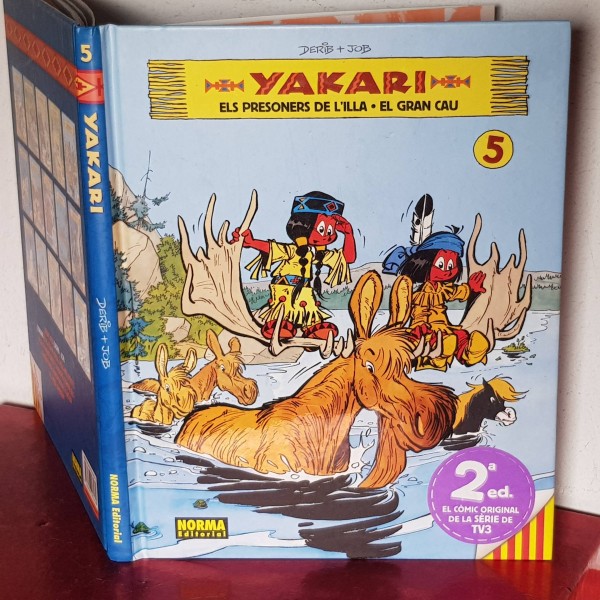 DERIB + JOB
YAKARI
ELS PRESONERS DE L'ILLA • EL GRAN CAU
5
2a
ed.
EL CÒMIC ORIGINAL
DE LA SÈRIE DE
TV3
NORMA
Editorial
5
YAKARI
DERIB + JOB
NORMA Editorial